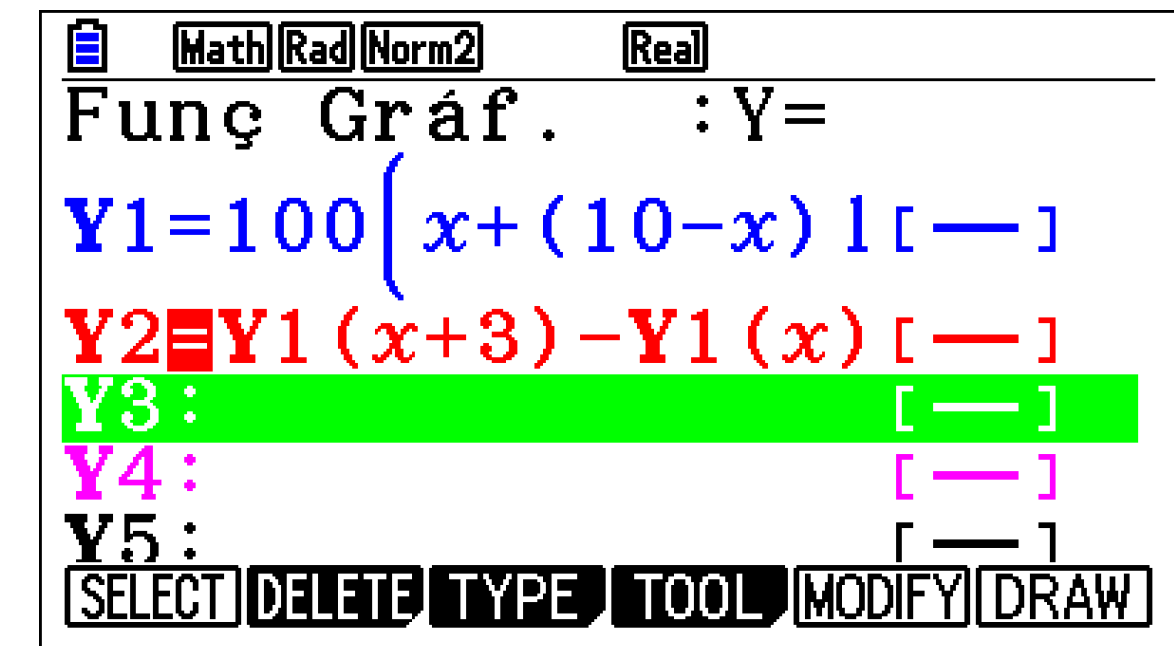 Math Rad Norm2 Real
Funç Gráf. :Y=
Y1=100(x+(10-x)l[—]
Y2=Y1(x+3)-Y1(x)[—]
Y3: [—]
Y4: [—]
Y5: [—]
SELECT DELETE TYPE TOOL MODIFY DRAW